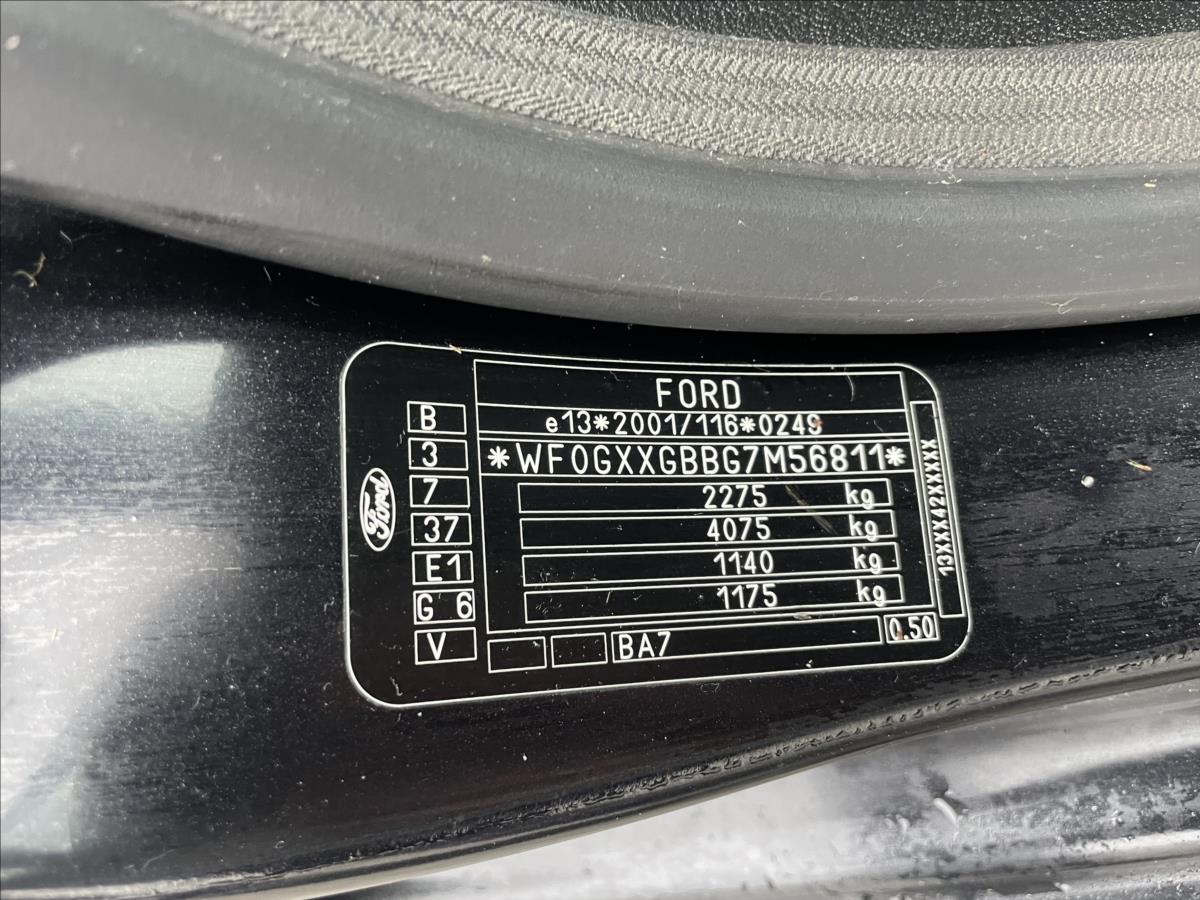 FORD
e13*2001/116*0249
*WF0GXXGBBG7M56811*
2275 kg
4075 kg
1140 kg
1175 kg
BA7
0.50
B
3
7
37
E1
G 6
V
Ford
13XXX42XXXXX